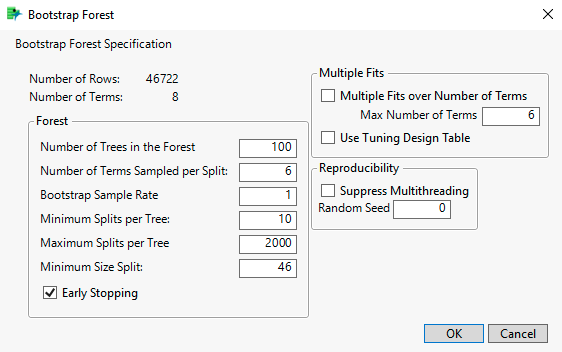 Bootstrap Forest
Bootstrap Forest Specification
Number of Rows: 46722
Number of Terms: 8
Forest
Number of Trees in the Forest 100
Number of Terms Sampled per Split: 6
Bootstrap Sample Rate 1
Minimum Splits per Tree: 10
Maximum Splits per Tree 2000
Minimum Size Split: 46
Early Stopping
Multiple Fits
Multiple Fits over Number of Terms
Max Number of Terms 6
Use Tuning Design Table
Reproducibility
Suppress Multithreading
Random Seed 0
OK Cancel